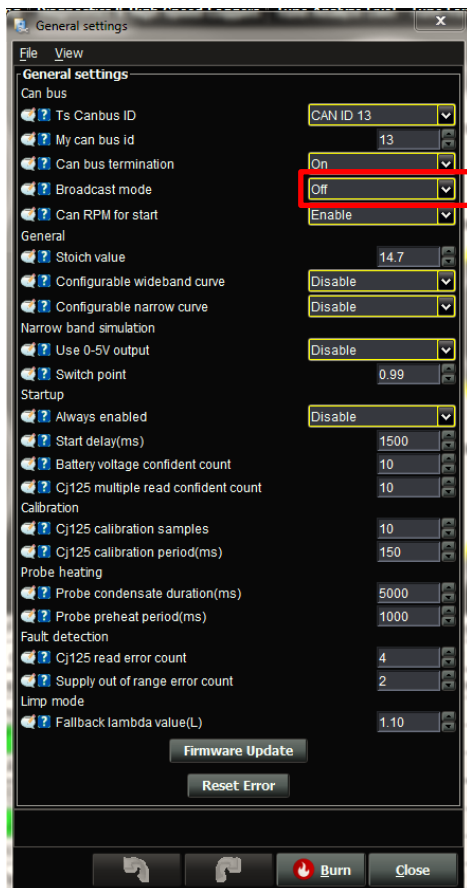 General settings
x
File View
General settings
Can bus
Ts Canbus ID CAN ID 13
My can bus id 13
Can bus termination On
Broadcast mode Off
Can RPM for start Enable
General
Stoich value 14.7
Configurable wideband curve Disable
Configurable narrow curve Disable
Narrow band simulation
Use 0-5V output Disable
Switch point 0.99
Startup
Always enabled Disable
Start delay(ms) 1500
Battery voltage confident count 10
Cj125 multiple read confident count 10
Calibration
Cj125 calibration samples 10
Cj125 calibration period(ms) 150
Probe heating
Probe condensate duration(ms) 5000
Probe preheat period(ms) 1000
Fault detection
Cj125 read error count 4
Supply out of range error count 2
Limp mode
Fallback lambda value(L) 1.10
Firmware Update
Reset Error
Burn Close